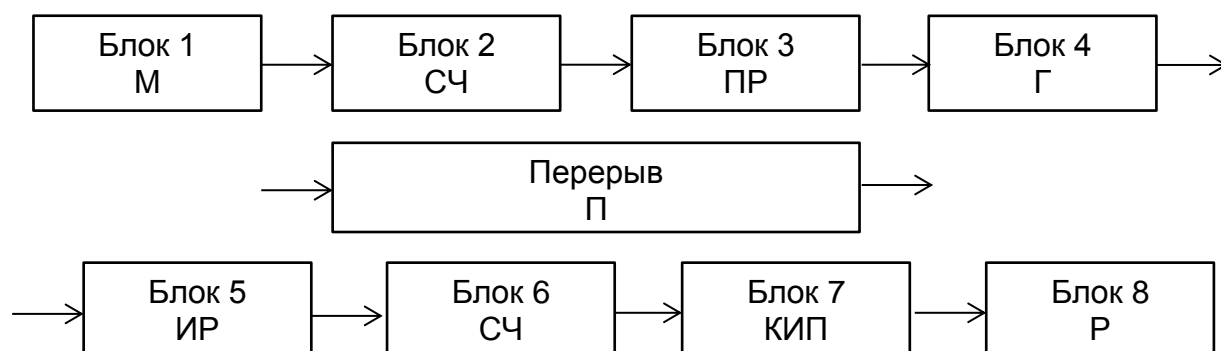 Блок 1
М
Блок 2
СЧ
Блок 3
ПР
Блок 4
Г
Перерыв
П
Блок 5
ИР
Блок 6
СЧ
Блок 7
КИП
Блок 8
Р